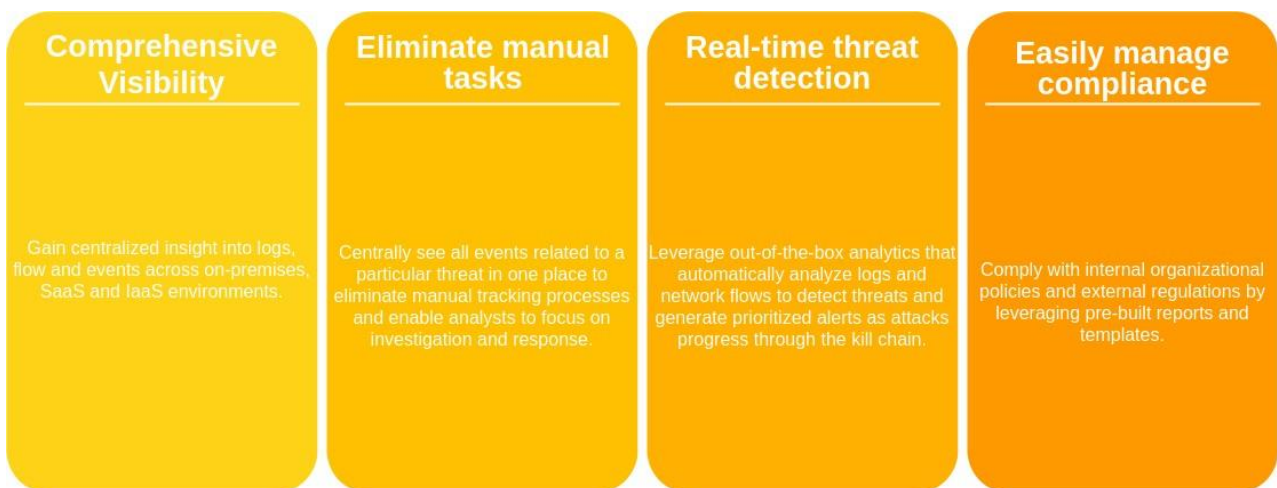 Comprehensive
Visibility
Gain centralized insight into logs,
flow and events across on-premises,
SaaS and IaaS environments.
Eliminate manual
tasks
Centrally see all events related to a
particular threat in one place to
eliminate manual tracking processes
and enable analysts to focus on
investigation and response.
Real-time threat
detection
Leverage out-of-the-box analytics that
automatically analyze logs and
network flows to detect threats and
generate prioritized alerts as attacks
progress through the kill chain.
Easily manage
compliance
Comply with internal organizational
policies and external regulations by
leveraging pre-built reports and
templates.